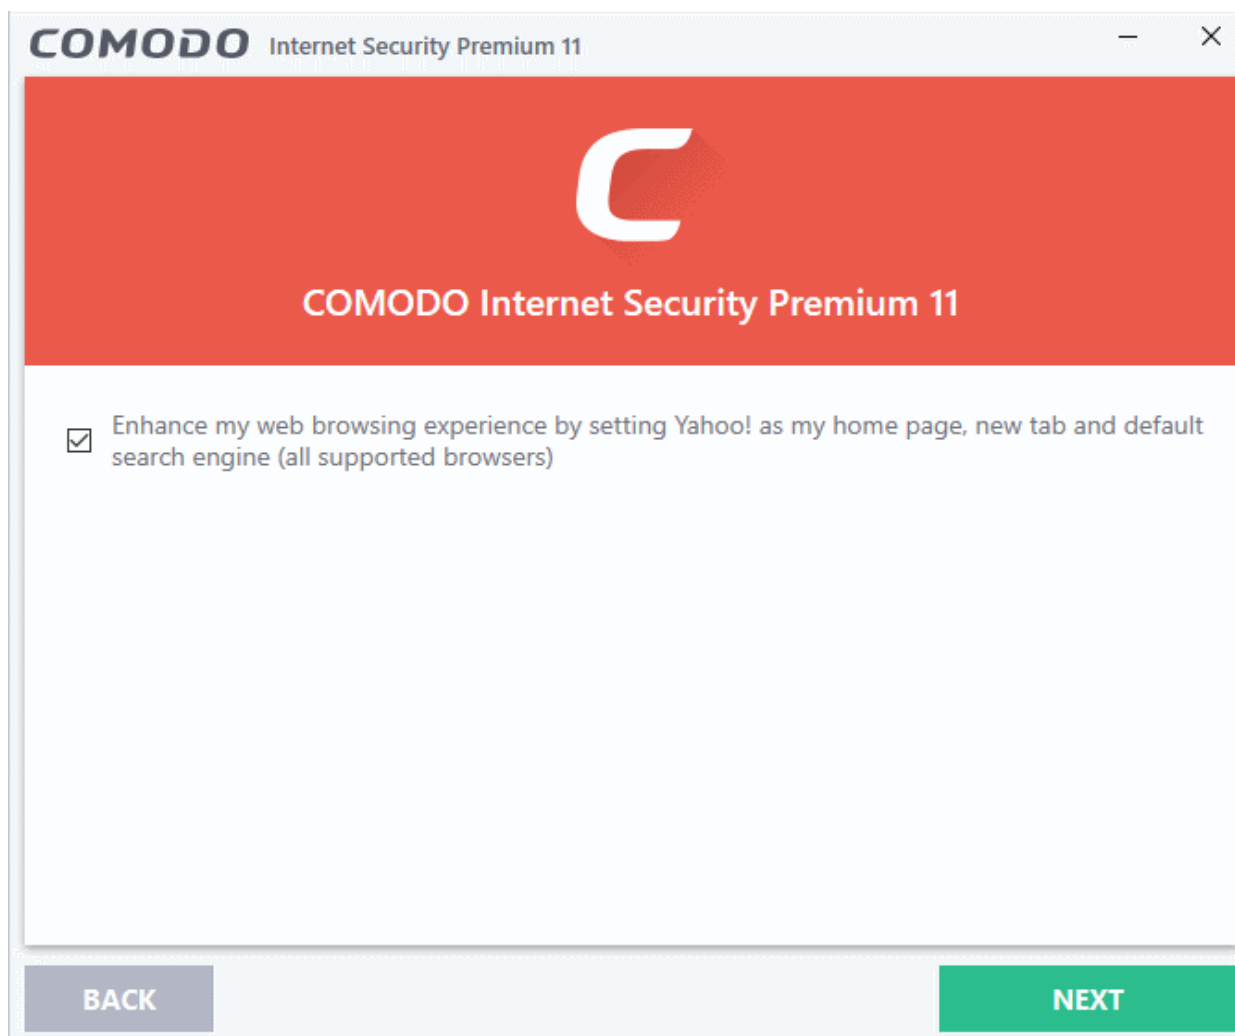 COMODO Internet Security Premium 11
COMODO Internet Security Premium 11
Enhance my web browsing experience by setting Yahoo! as my home page, new tab and default
search engine (all supported browsers)
BACK
NEXT